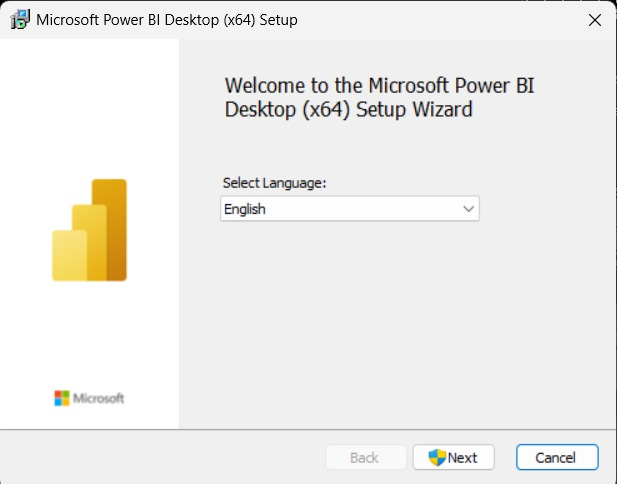 Microsoft Power BI Desktop (x64) Setup
Welcome to the Microsoft Power BI
Desktop (x64) Setup Wizard
Select Language:
English
Microsoft
Back
Next
Cancel